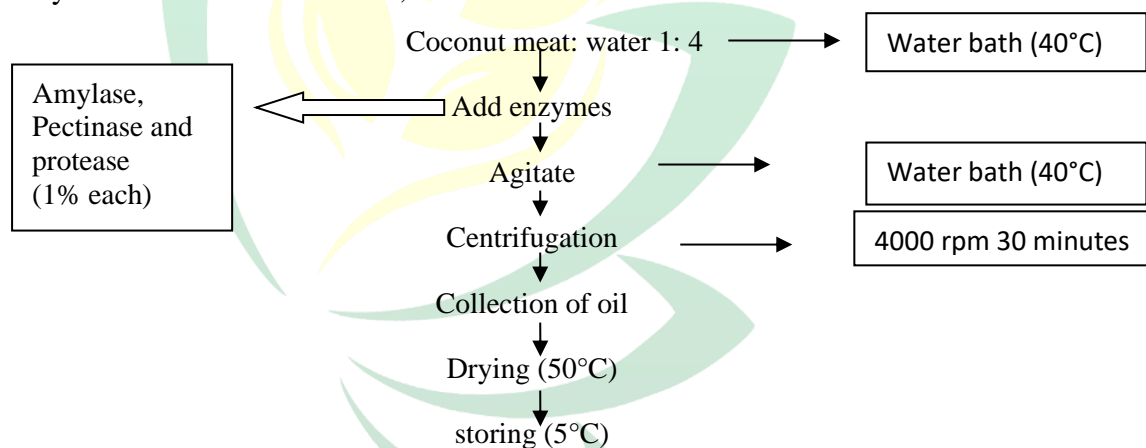 Coconut meat: water 1: 4
Water bath (40°C)
Amylase,
Pectinase and
protease
(1% each)
Add enzymes
Agitate
Water bath (40°C)
Centrifugation
4000 rpm 30 minutes
Collection of oil
Drying (50°C)
storing (5°C)